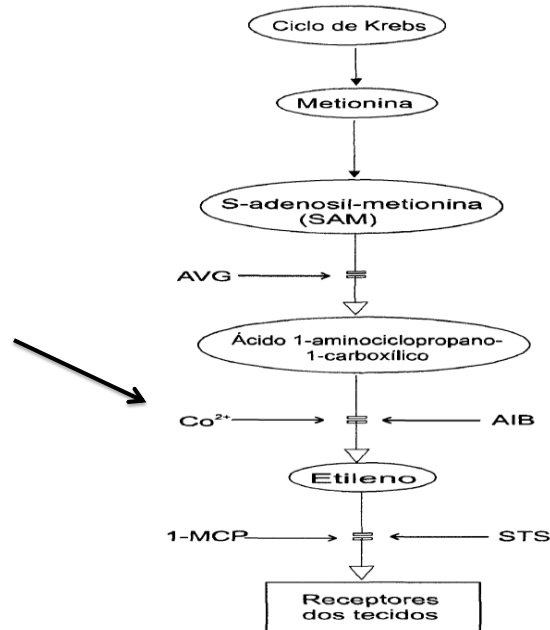 Ciclo de Krebs
Metionina
S-adenosil-metionina
(SAM)
AVG
Ácido 1-aminociclopropano-
1-carboxílico
Co²⁺
AIB
Etileno
1-MCP
STS
Receptores
dos tecidos